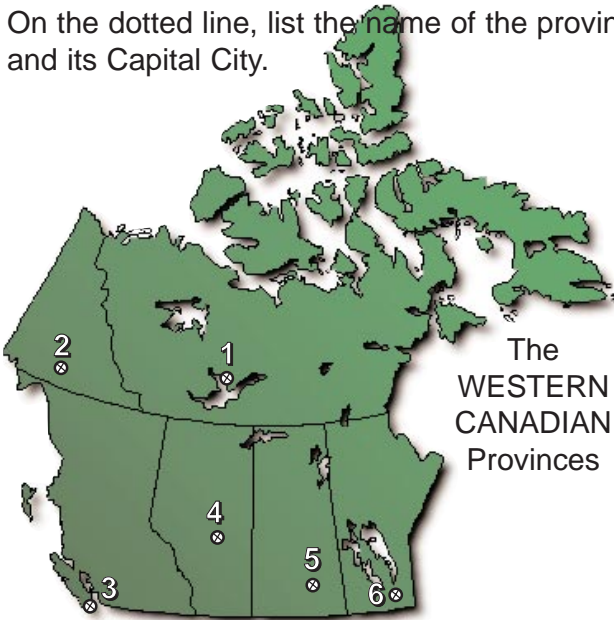 On the dotted line, list the name of the provin
and its Capital City.
2
1
The
WESTERN
CANADIAN
Provinces
4
5
3
6